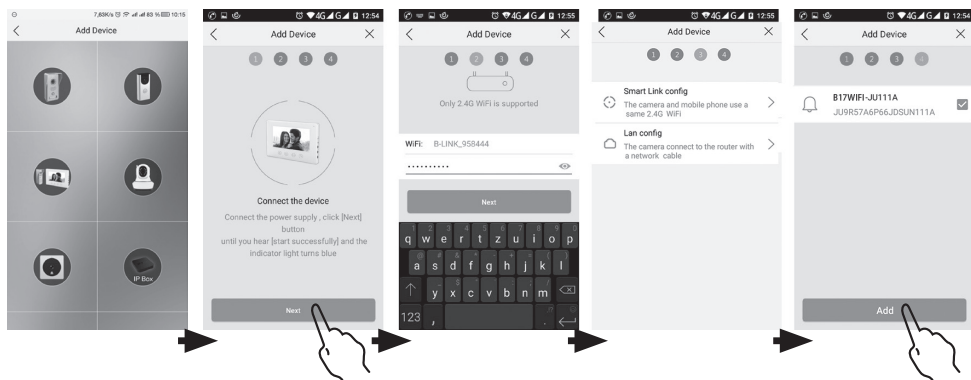 7,83K/s 83 % 10:15
Add Device
IP Box
4G 12:54
Add Device
1 2 3 4
Connect the device
Connect the power supply , click [Next]
button
until you hear [start successfully] and the
indicator light turns blue
Next
4G 12:55
Add Device
1 2 3 4
Only 2.4G WiFi is supported
WiFi: B-LINK_958444
..........
Next
q w e r t z u i o p
a s d f g h j k l
y x c v b n m
123 , .
4G 12:55
Add Device
1 2 3 4
Smart Link config
The camera and mobile phone use a
same 2,4G WiFi
Lan config
The camera connect to the router with
a network cable
4G 12:54
Add Device
1 2 3 4
B17WIFI-JU111A
JU9R57A6P66JDSUN111A
Add